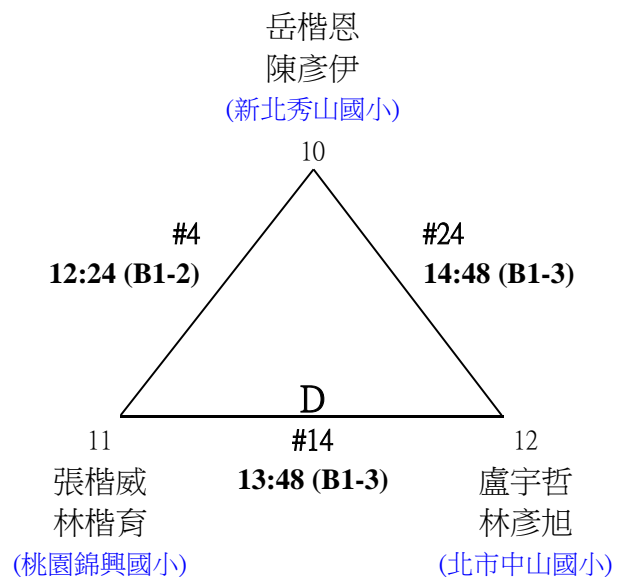 岳楷恩
陳彥伊
(新北秀山國小)
10
#4
12:24 (B1-2)
#24
14:48 (B1-3)
D
11
#14
12
張楷威
13:48 (B1-3)
盧宇哲
林楷育
林彥旭
(桃園錦興國小)
(北市中山國小)